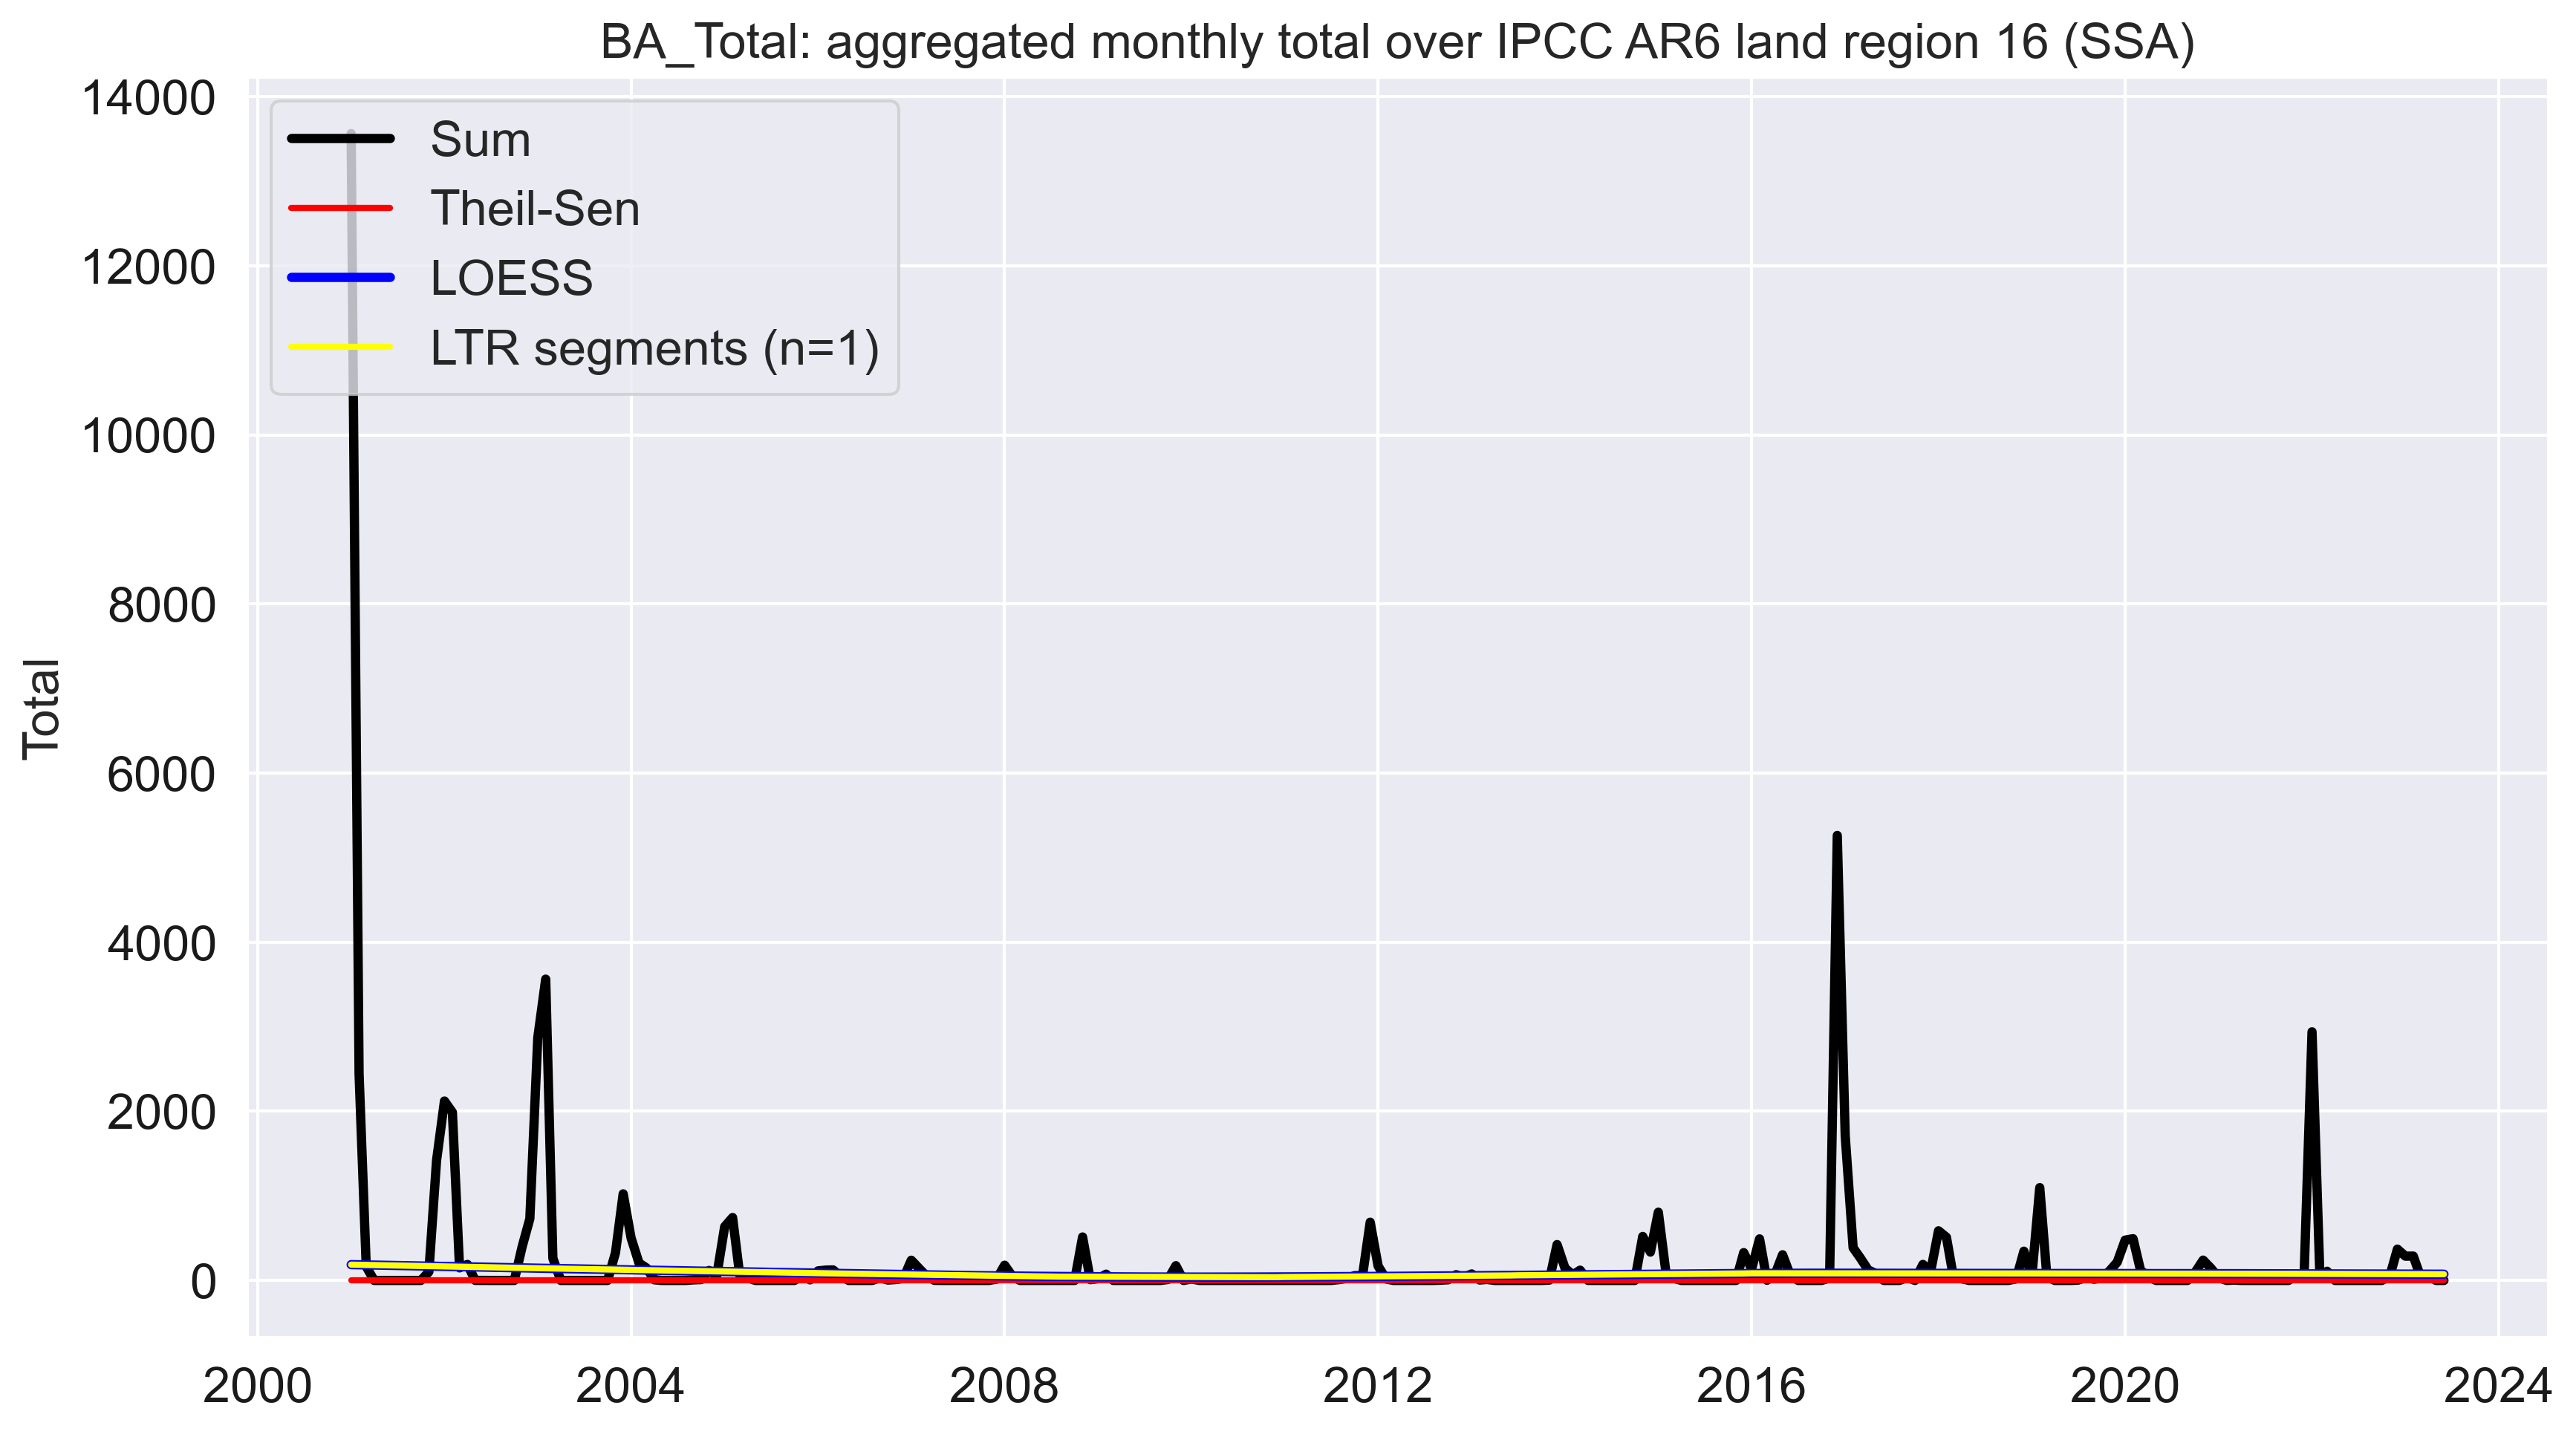 BA_Total: aggregated monthly total over IPCC AR6 land region 16 (SSA)
14000
12000
10000
8000
6000
4000
2000
0
Total
Sum
Theil-Sen
LOESS
LTR segments (n=1)
2000 2004 2008 2012 2016 2020 2024